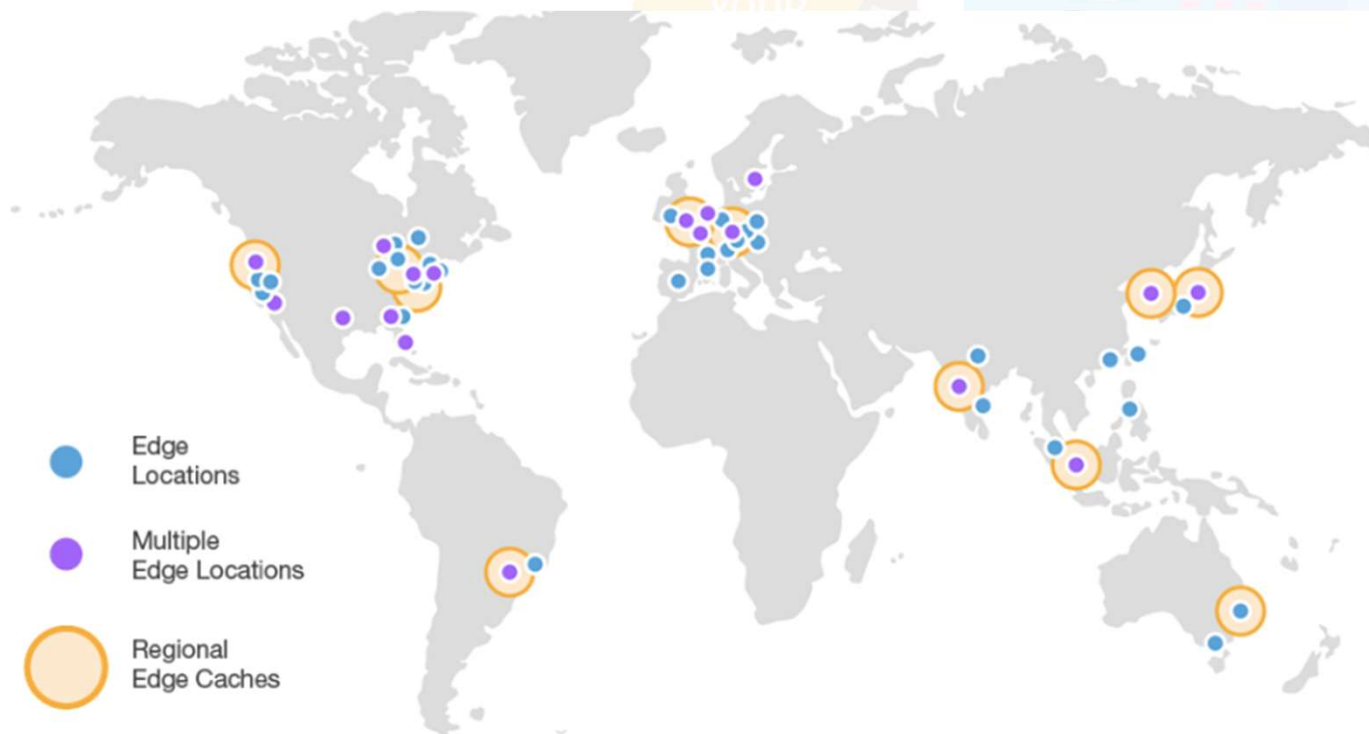 Edge
Locations
Multiple
Edge Locations
Regional
Edge Caches